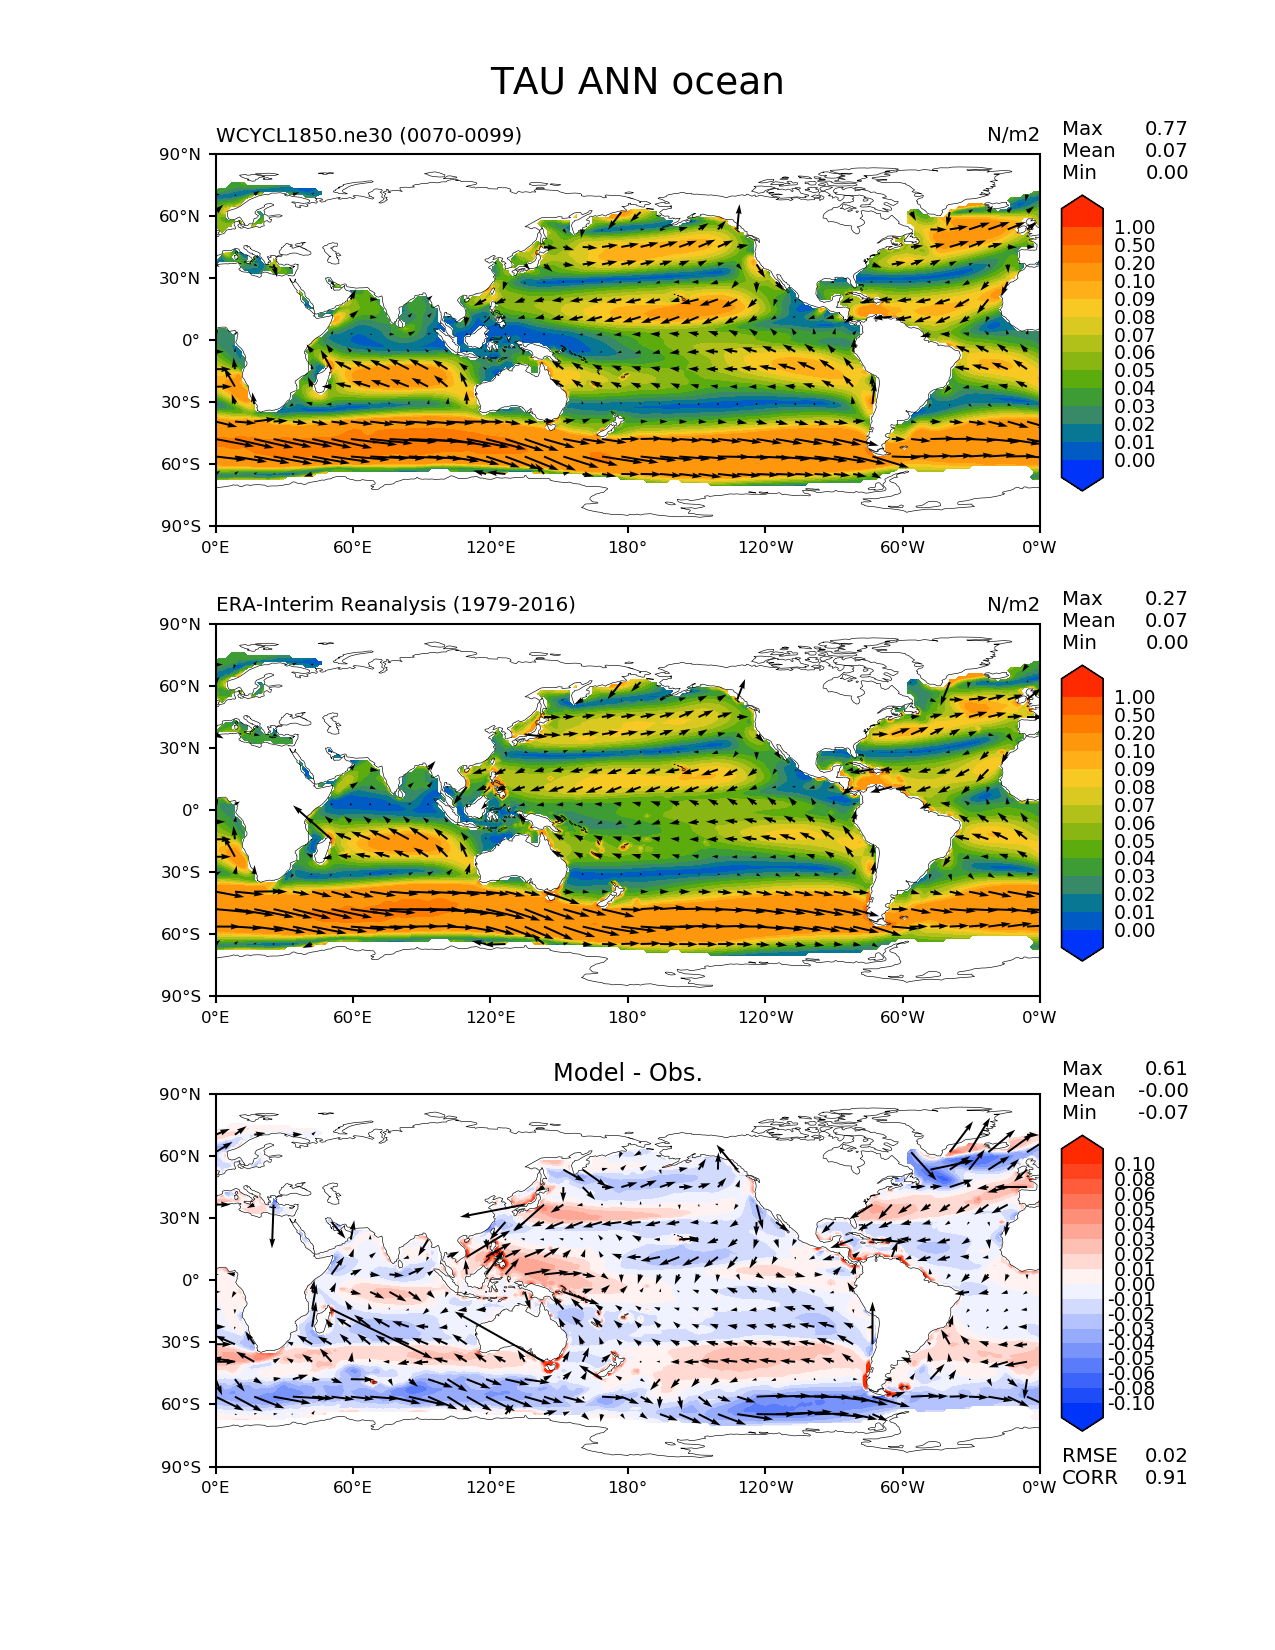 TAU ANN ocean
WCYCL1850.ne30 (0070-0099) N/m2
Max 0.77
Mean 0.07
Min 0.00
90°N
60°N
30°N
0°
30°S
60°S
90°S
0°E 60°E 120°E 180° 120°W 60°W 0°W
1.00
0.50
0.20
0.10
0.09
0.08
0.07
0.06
0.05
0.04
0.03
0.02
0.01
0.00
ERA-Interim Reanalysis (1979-2016) N/m2
Max 0.27
Mean 0.07
Min 0.00
90°N
60°N
30°N
0°
30°S
60°S
90°S
0°E 60°E 120°E 180° 120°W 60°W 0°W
1.00
0.50
0.20
0.10
0.09
0.08
0.07
0.06
0.05
0.04
0.03
0.02
0.01
0.00
Model - Obs.
Max 0.61
Mean -0.00
Min -0.07
90°N
60°N
30°N
0°
30°S
60°S
90°S
0°E 60°E 120°E 180° 120°W 60°W 0°W
0.10
0.08
0.06
0.05
0.04
0.03
0.02
0.01
0.00
-0.01
-0.02
-0.03
-0.04
-0.05
-0.06
-0.08
-0.10
RMSE 0.02
CORR 0.91